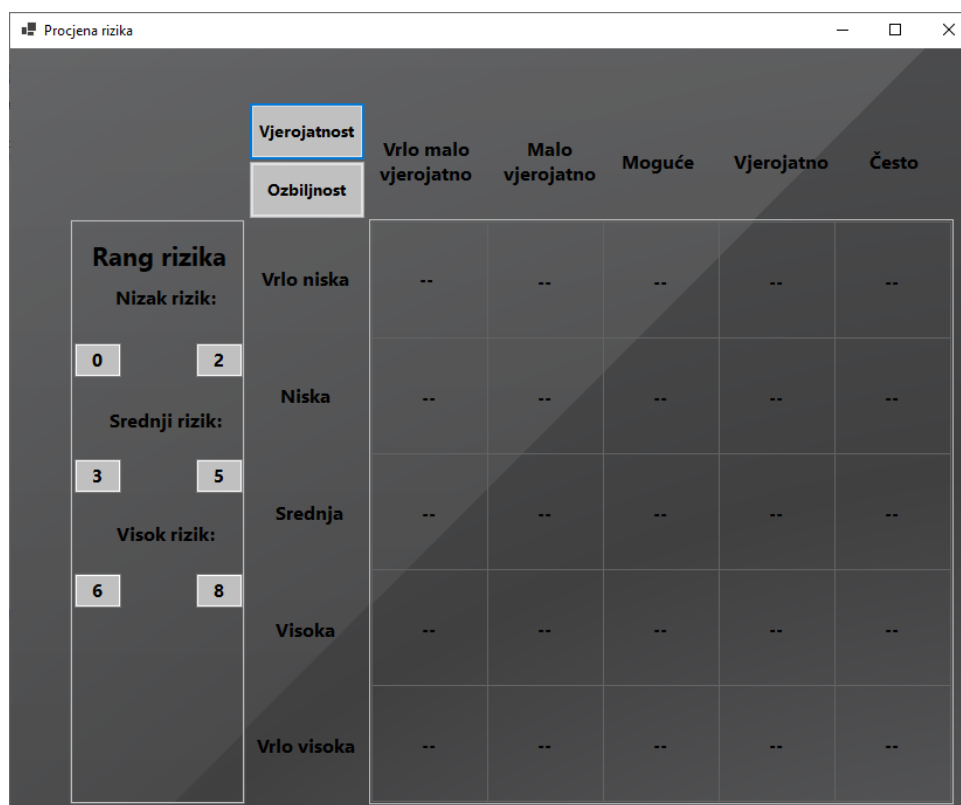 Procjena rizika
Vjerojatnost
Ozbiljnost
Vrlo malo
vjerojatno
Malo
vjerojatno
Moguće
Vjerojatno
Često
Rang rizika
Nizak rizik:
0 2
Srednji rizik:
3 5
Visok rizik:
6 8
Vrlo niska -- -- -- -- --
Niska -- -- -- -- --
Srednja -- -- -- -- --
Visoka -- -- -- -- --
Vrlo visoka -- -- -- -- --